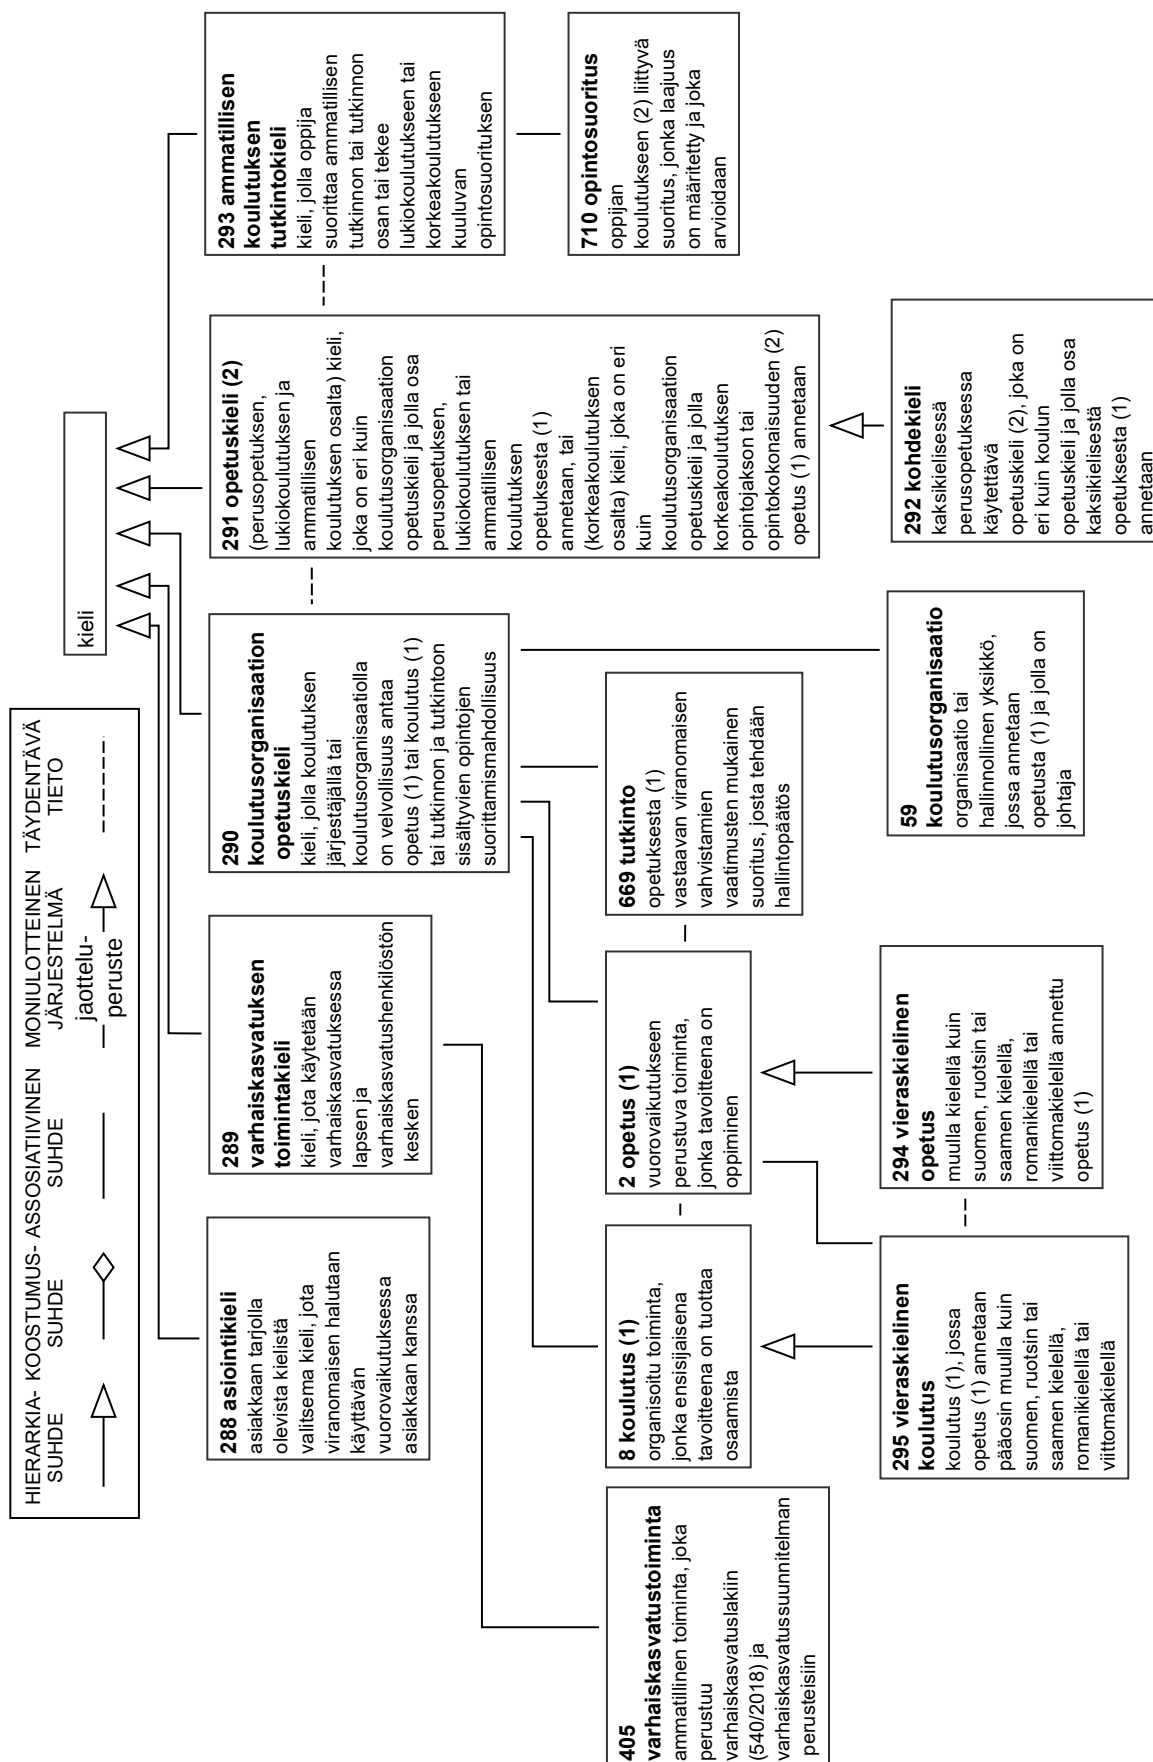 HIERARKIA- KOOSTUMUS- ASSOSIATIIVINEN MONIULOTTEINEN TÄYDENTÄVÄ
SUHDE SUHDE SUHDE JÄRJESTELMÄ TIETO
jaottelu-
peruste
kieli
288 asiointikieli
asiakkaan tarjolla
olevista kielistä
valitsema kieli, jota
viranomaisen halutaan
käyttävän
vuorovaikutuksessa
asiakkaan kanssa
289
varhaiskasvatuksen
toimintakieli
kieli, jota käytetään
varhaiskasvatuksessa
lapsen ja
varhaiskasvatushenkilöstön
kesken
290
koulutusorganisaation
opetuskieli
kieli, jolla koulutuksen
järjestäjällä tai
koulutusorganisaatiolla
on velvollisuus antaa
opetus (1) tai koulutus (1)
tai tutkinnon ja tutkintoon
sisältyvien opintojen
suorittamismahdollisuus
291 opetuskieli (2)
(perusopetuksen,
lukiokoulutuksen ja
ammatillisen
koulutuksen osalta) kieli,
joka on eri kuin
koulutusorganisaation
opetuskieli ja jolla osa
perusopetuksen,
lukiokoulutuksen tai
ammatillisen
koulutuksen
opetuksesta (1)
annetaan, tai
(korkeakoulutuksen
osalta) kieli, joka on eri
kuin
koulutusorganisaation
opetuskieli ja jolla
korkeakoulutuksen
opintojakson tai
opintokokonaisuuden (2)
opetus (1) annetaan
293 ammatillisen
koulutuksen
tutkintokieli
kieli, jolla oppija
suorittaa ammatillisen
tutkinnon tai tutkinnon
osan tai tekee
lukiokoulutukseen tai
korkeakoulutukseen
kuuluvan
opintosuorituksen
405
varhaiskasvatustoiminta
ammatillinen toiminta, joka
perustuu
varhaiskasvatuslakiin
(540/2018) ja
varhaiskasvatussuunnitelman
perusteisiin
8 koulutus (1)
organisoitu toiminta,
jonka ensisijaisena
tavoitteena on tuottaa
osaamista
2 opetus (1)
vuorovaikutukseen
perustuva toiminta,
jonka tavoitteena on
oppiminen
669 tutkinto
opetuksesta (1)
vastaavan viranomaisen
vahvistamien
vaatimusten mukainen
suoritus, josta tehdään
hallintopäätös
710 opintosuoritus
oppijan
koulutukseen (2) liittyvä
suoritus, jonka laajuus
on määritetty ja joka
arvioidaan
295 vieraskielinen
koulutus
koulutus (1), jossa
opetus (1) annetaan
pääosin muulla kuin
suomen, ruotsin tai
saamen kielellä,
romanikielellä tai
viittomakielellä
294 vieraskielinen
opetus
muulla kielellä kuin
suomen, ruotsin tai
saamen kielellä,
romanikielellä tai
viittomakielellä annettu
opetus (1)
59
koulutusorganisaatio
organisaatio tai
hallinnollinen yksikkö,
jossa annetaan
opetusta (1) ja jolla on
johtaja
292 kohdekieli
kaksikielisessä
perusopetuksessa
käytettävä
opetuskieli (2), joka on
eri kuin koulun
opetuskieli ja jolla osa
kaksikielisestä
opetuksesta (1)
annetaan